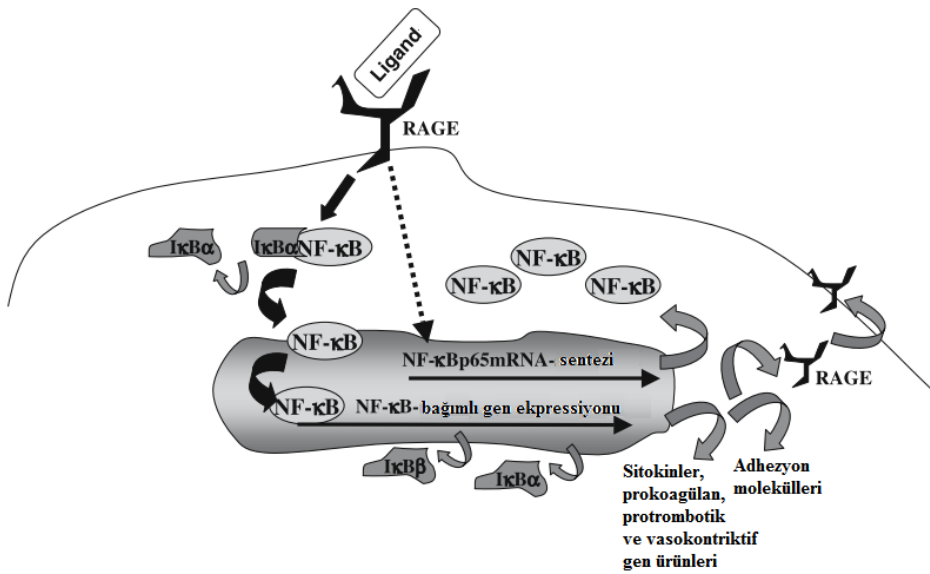 Ligand
RAGE
IκBα
IκBα
NF-κB
NF-κB
NF-κB
NF-κB
NF-κB
NF-κBp65mRNA- sentezi
RAGE
NF-κB
NF-κB- bağımlı gen ekpressiyonu
IκBβ
IκBα
Sitokinler,
prokoagülan,
protrombotik
ve vasokontriktif
gen ürünleri
Adhezyon
molekülleri